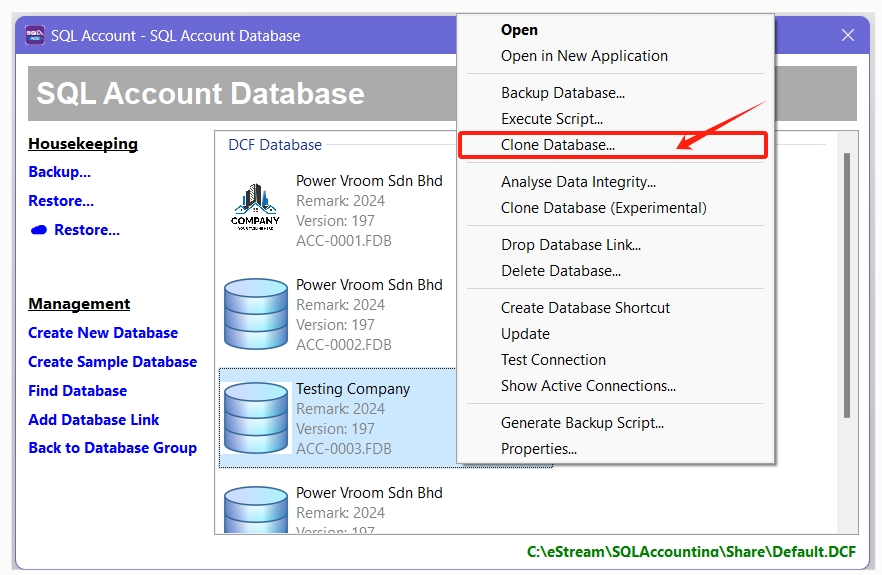 SQL Account - SQL Account Database
SQL Account Database
Housekeeping
Backup...
Restore...
Restore...
Management
Create New Database
Create Sample Database
Find Database
Add Database Link
Back to Database Group
DCF Database
COMPANY
Power Vroom Sdn Bhd
Remark: 2024
Version: 197
ACC-0001.FDB
Power Vroom Sdn Bhd
Remark: 2024
Version: 197
ACC-0002.FDB
Testing Company
Remark: 2024
Version: 197
ACC-0003.FDB
Power Vroom Sdn Bhd
Remark: 2024
Version: 197
Open
Open in New Application
Backup Database...
Execute Script...
Clone Database...
Analyse Data Integrity...
Clone Database (Experimental)
Drop Database Link...
Delete Database...
Create Database Shortcut
Update
Test Connection
Show Active Connections...
Generate Backup Script...
Properties...
C:\eStream\SQLAccounting\Share\Default.DCF